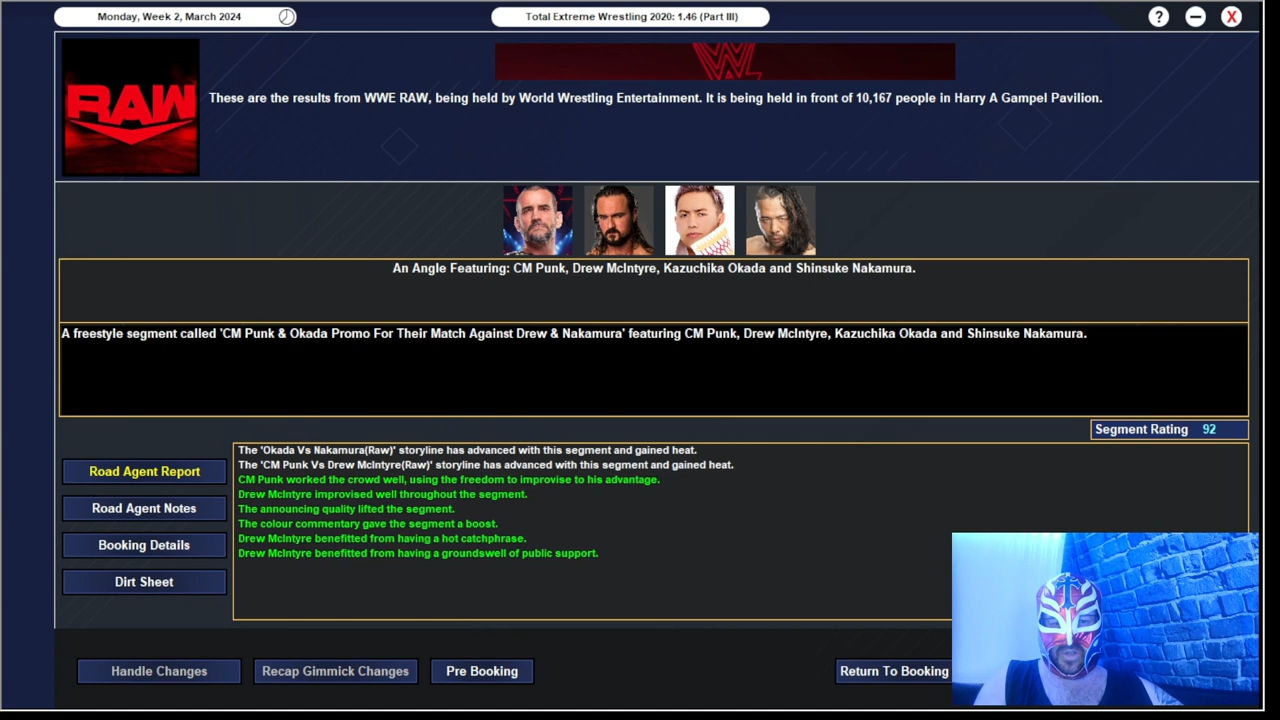 Monday, Week 2, March 2024
Total Extreme Wrestling 2020: 1.46 (Part III)
?
X
RAW
W
These are the results from WWE RAW, being held by World Wrestling Entertainment. It is being held in front of 10,167 people in Harry A Gampel Pavilion.
An Angle Featuring: CM Punk, Drew McIntyre, Kazuchika Okada and Shinsuke Nakamura.
A freestyle segment called 'CM Punk & Okada Promo For Their Match Against Drew & Nakamura' featuring CM Punk, Drew McIntyre, Kazuchika Okada and Shinsuke Nakamura.
Segment Rating 92
Road Agent Report
Road Agent Notes
Booking Details
Dirt Sheet
The 'Okada Vs Nakamura(Raw)' storyline has advanced with this segment and gained heat.
The 'CM Punk Vs Drew McIntyre(Raw)' storyline has advanced with this segment and gained heat.
CM Punk worked the crowd well, using the freedom to improvise to his advantage.
Drew McIntyre improvised well throughout the segment.
The announcing quality lifted the segment.
The colour commentary gave the segment a boost.
Drew McIntyre benefitted from having a hot catchphrase.
Drew McIntyre benefitted from having a groundswell of public support.
Handle Changes
Recap Gimmick Changes
Pre Booking
Return To Booking